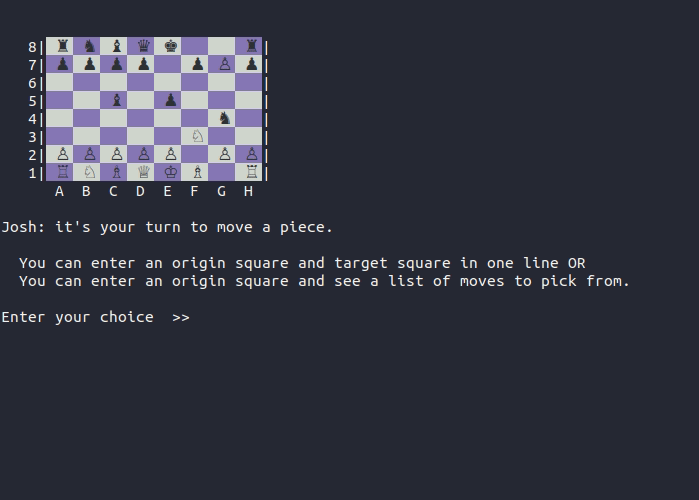 8| ♜♞♝♛♚  ♜|
7| ♟♟♟♟ ♟♙♟|
6| |
5| ♝ ♟ |
4| ♞ |
3| ♘ |
2| ♙♙♙♙♙ ♙♙|
1| ♖♘♗♕♔♗ ♖|
A B C D E F G H
Josh: it's your turn to move a piece.
You can enter an origin square and target square in one line OR
You can enter an origin square and see a list of moves to pick from.
Enter your choice >>